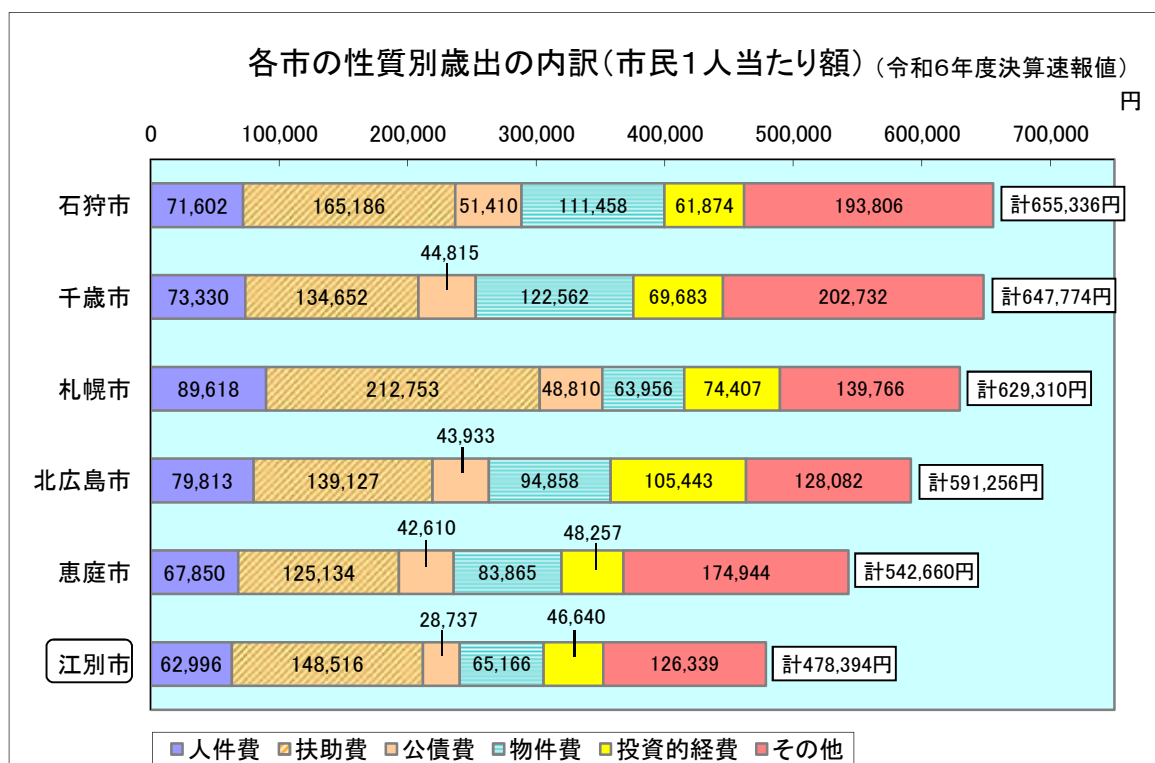 各市の性質別歳出の内訳（市民１人当たり額）（令和６年度決算速報値）
円
0 100,000 200,000 300,000 400,000 500,000 600,000 700,000
石狩市 71,602 165,186 51,410 111,458 61,874 193,806 計655,336円
44,815
千歳市 73,330 134,652 122,562 69,683 202,732 計647,774円
札幌市 89,618 212,753 48,810 63,956 74,407 139,766 計629,310円
43,933
北広島市 79,813 139,127 94,858 105,443 128,082 計591,256円
42,610 48,257
恵庭市 67,850 125,134 83,865 174,944 計542,660円
28,737 46,640
江別市 62,996 148,516 65,166 126,339 計478,394円
人件費 扶助費 公債費 物件費 投資的経費 その他